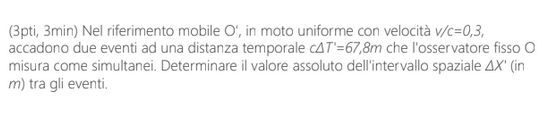 (3pti, 3min) Nel riferimento mobile O', in moto uniforme con velocità v/c=0,3,
accadono due eventi ad una distanza temporale cΔT'=67,8m che l'osservatore fisso O
misura come simultanei. Determinare il valore assoluto dell'intervallo spaziale ΔX' (in
m) tra gli eventi.